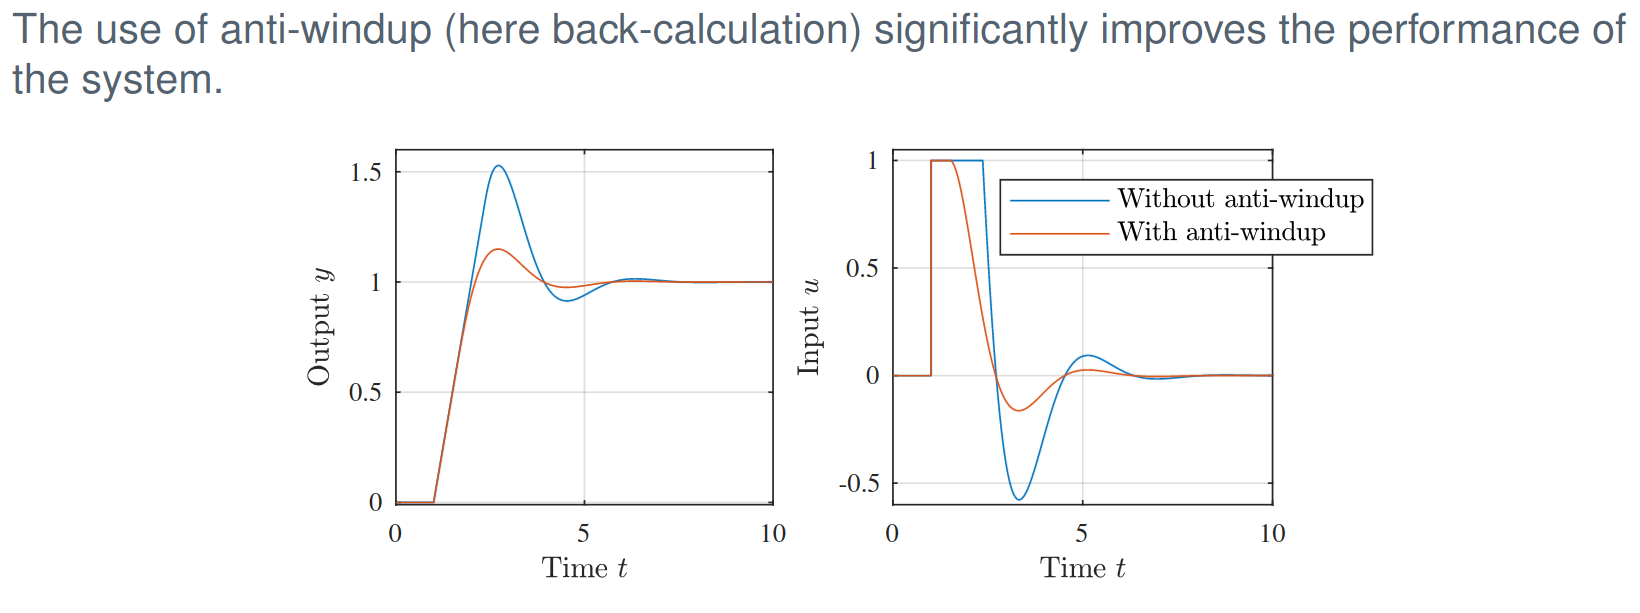 The use of anti-windup (here back-calculation) significantly improves the performance of
the system.
1.5
1
0.5
0
0
5
10
Output y
Time t
1
0.5
0
-0.5
0
5
10
Input u
Time t
Without anti-windup
With anti-windup